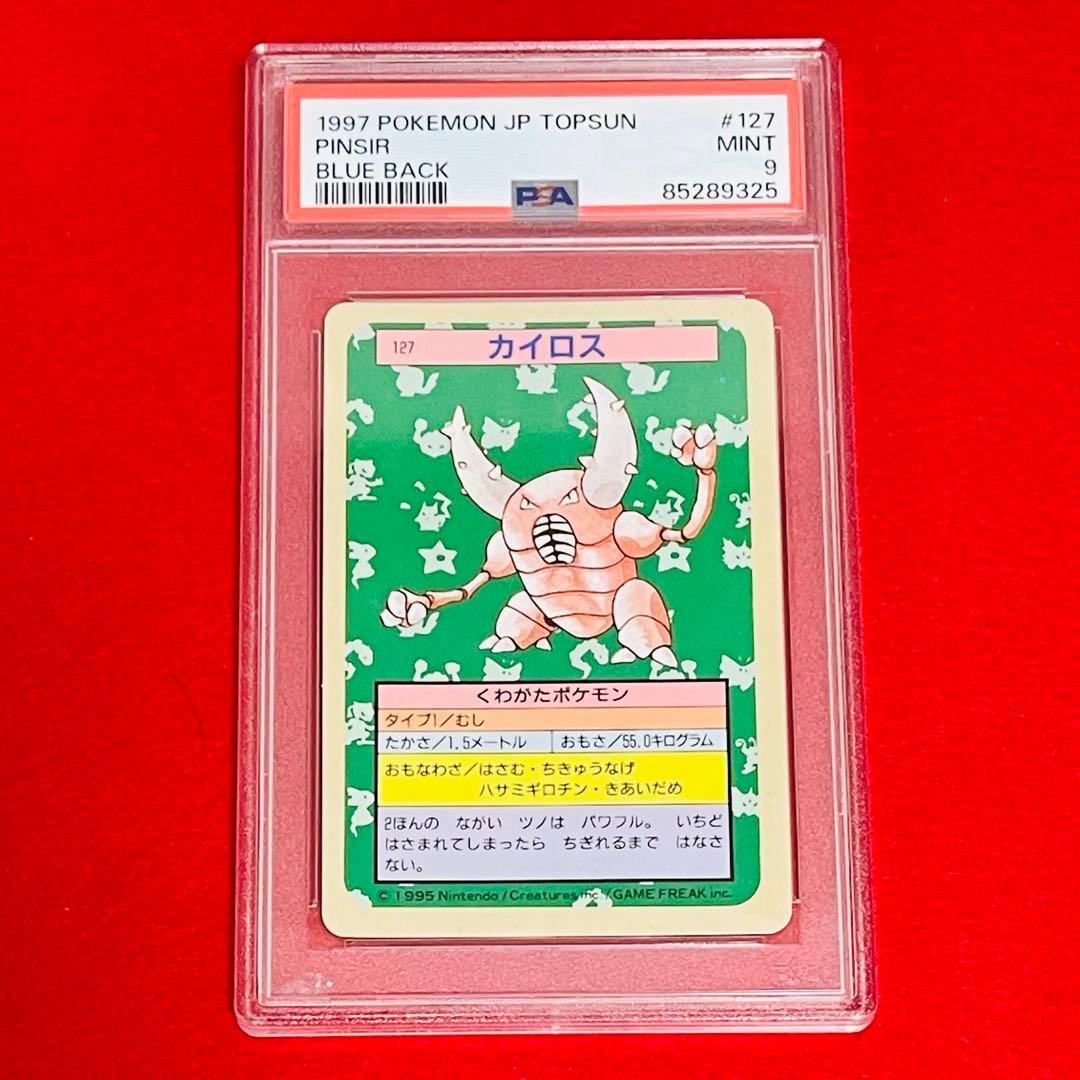 1997 POKEMON JP TOPSUN #127
PINSIR MINT
BLUE BACK 9
PSA 85289325
127 カイロス
くわがたポケモン
タイプ1/むし
たかさ/1.5メートル おもさ/55.0キログラム
おもなわざ/はさむ・ちきゅうなげ
ハサミギロチン・きあいだめ
2ほんの ながい ツノは パワフル。 いちど
はさまれてしまったら ちぎれるまで はなさ
ない。
© 1995 Nintendo/Creatures inc./GAME FREAK inc.